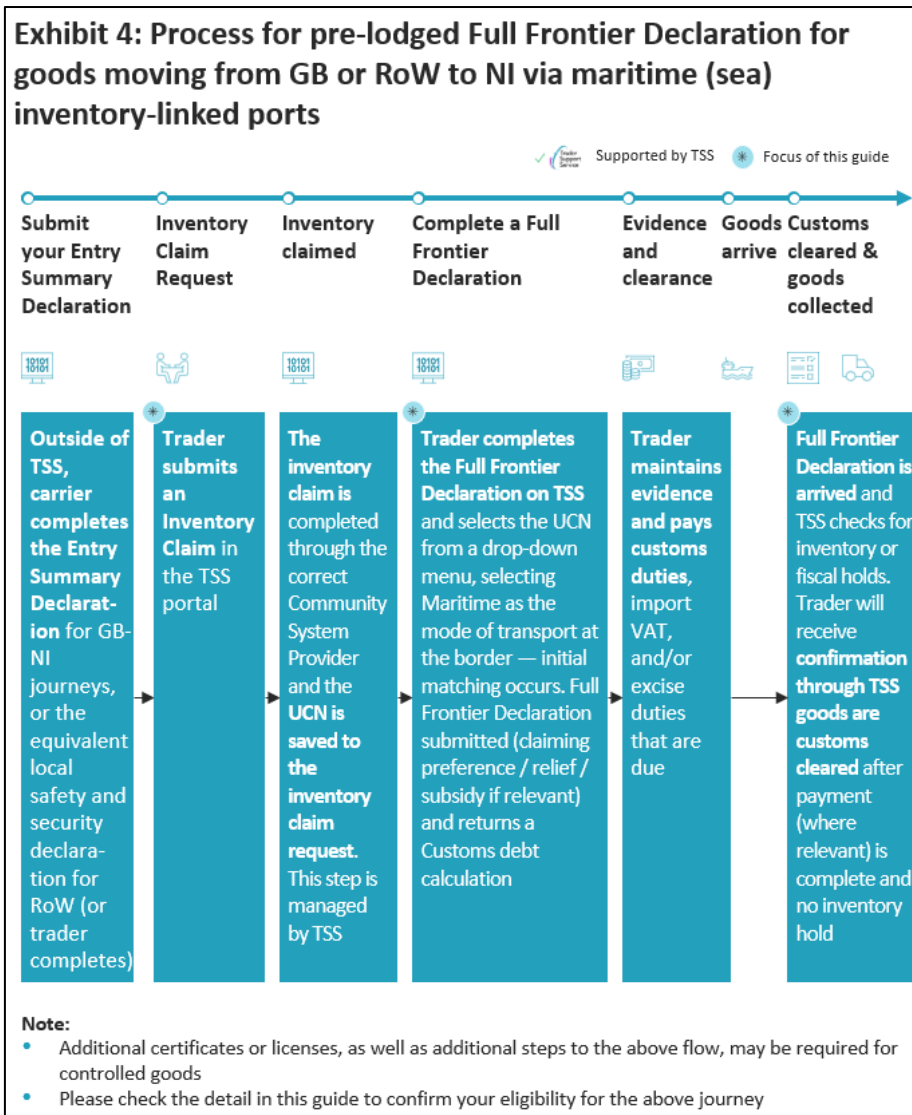 Exhibit 4: Process for pre-lodged Full Frontier Declaration for
goods moving from GB or RoW to NI via maritime (sea)
inventory-linked ports
Trader
Support
Service
Supported by TSS
Focus of this guide
Submit
your Entry
Summary
Declaration
Inventory
Claim
Request
Inventory
claimed
Complete a Full
Frontier
Declaration
Evidence
and
clearance
Goods
arrive
Customs
cleared &
goods
collected
10101
10101
10101
10101
10101
10101
Outside of
TSS,
carrier
completes
the Entry
Summary
Declarat-
ion for GB-
NI
journeys,
or the
equivalent
local
safety and
security
declara-
tion for
RoW (or
trader
completes)
Trader
submits
an
Inventory
Claim in
the TSS
portal
The
inventory
claim is
completed
through the
correct
Community
System
Provider
and the
UCN is
saved to
the
inventory
claim
request.
This step is
managed
by TSS
Trader completes
the Full Frontier
Declaration on TSS
and selects the UCN
from a drop-down
menu, selecting
Maritime as the
mode of transport at
the border — initial
matching occurs. Full
Frontier Declaration
submitted (claiming
preference / relief /
subsidy if relevant)
and returns a
Customs debt
calculation
Trader
maintains
evidence
and pays
customs
duties,
import
VAT,
and/or
excise
duties
that are
due
Full Frontier
Declaration is
arrived and
TSS checks for
inventory or
fiscal holds.
Trader will
receive
confirmation
through TSS
goods are
customs
cleared after
payment
(where
relevant) is
complete and
no inventory
hold
Note:
• Additional certificates or licenses, as well as additional steps to the above flow, may be required for
controlled goods
• Please check the detail in this guide to confirm your eligibility for the above journey